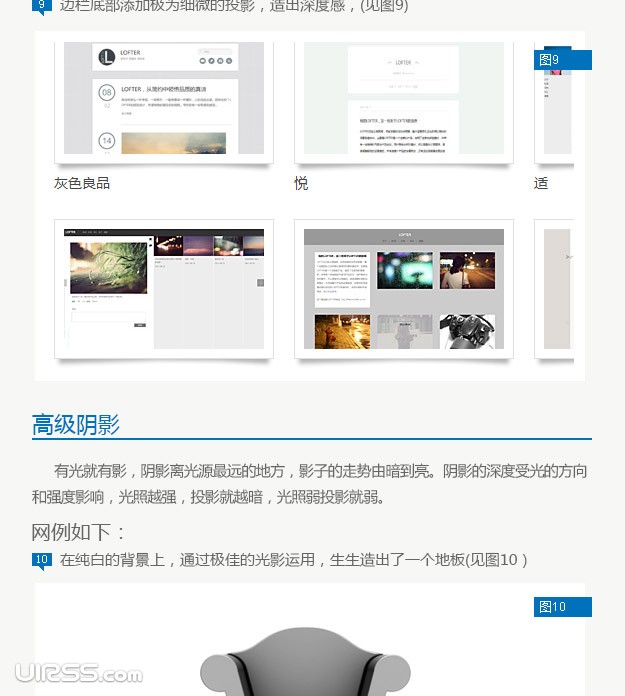 9 边栏底部添加极为细微的投影，造出深度感，(见图9)
图9
LOFTER
LOFTER，从简约中领悟品质的真谛
08
14
LOFTER
灰色良品
悦
适
LOFTER
LOFTER
高级阴影
有光就有影，阴影离光源最远的地方，影子的走势由暗到亮。阴影的深度受光的方向
和强度影响，光照越强，投影就越暗，光照弱投影就弱。
网例如下：
10 在纯白的背景上，通过极佳的光影运用，生生造出了一个地板(见图10 )
图10
UIRSS.com